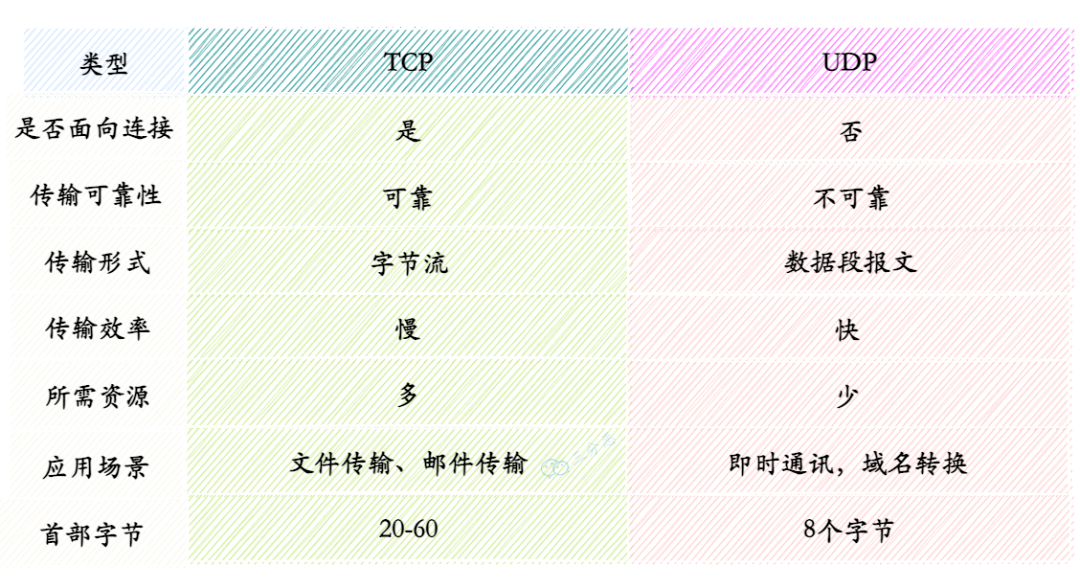 类型 TCP UDP
是否面向连接 是 否
传输可靠性 可靠 不可靠
传输形式 字节流 数据段报文
传输效率 慢 快
所需资源 多 少
应用场景 文件传输、邮件传输 即时通讯，域名转换
三分恶
首部字节 20-60 8个字节